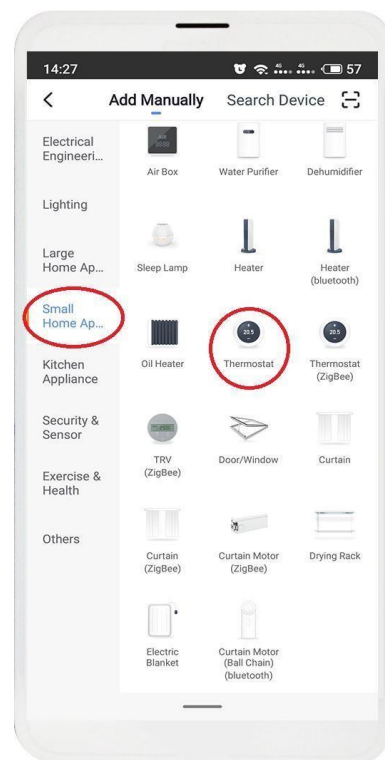 14:27
4G 4G 57
Add Manually Search Device
Electrical
Engineeri...
Lighting
Large
Home Ap...
Small
Home Ap...
Kitchen
Appliance
Security &
Sensor
Exercise &
Health
Others
Air Box
Water Purifier
Dehumidifier
Sleep Lamp
Heater
Heater
(bluetooth)
Oil Heater
20.5
Thermostat
20.5
Thermostat
(ZigBee)
TRV
(ZigBee)
Door/Window
Curtain
Curtain
(ZigBee)
Curtain Motor
(ZigBee)
Drying Rack
Electric
Blanket
Curtain Motor
(Ball Chain)
(bluetooth)